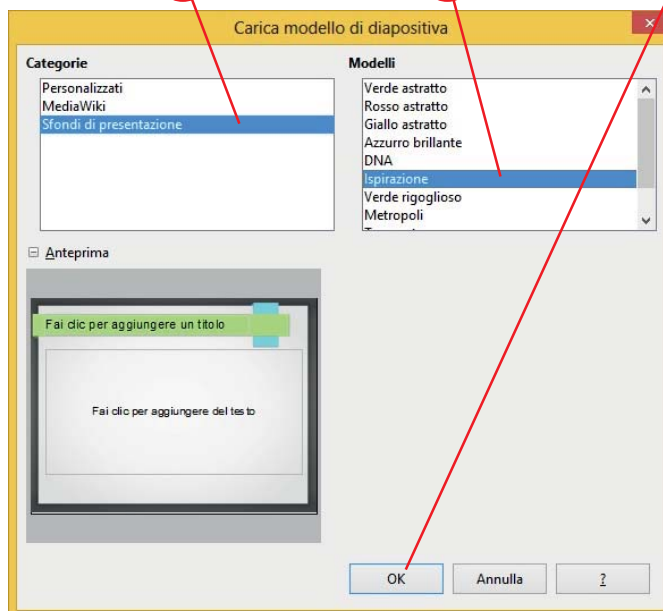 Carica modello di diapositiva
Categorie
Personalizzati
MediaWiki
Sfondi di presentazione
Modelli
Verde astratto
Rosso astratto
Giallo astratto
Azzurro brillante
DNA
Ispirazione
Verde rigoglioso
Metropoli
Anteprima
Fai clic per aggiungere un titolo
Fai clic per aggiungere del testo
OK
Annulla
?